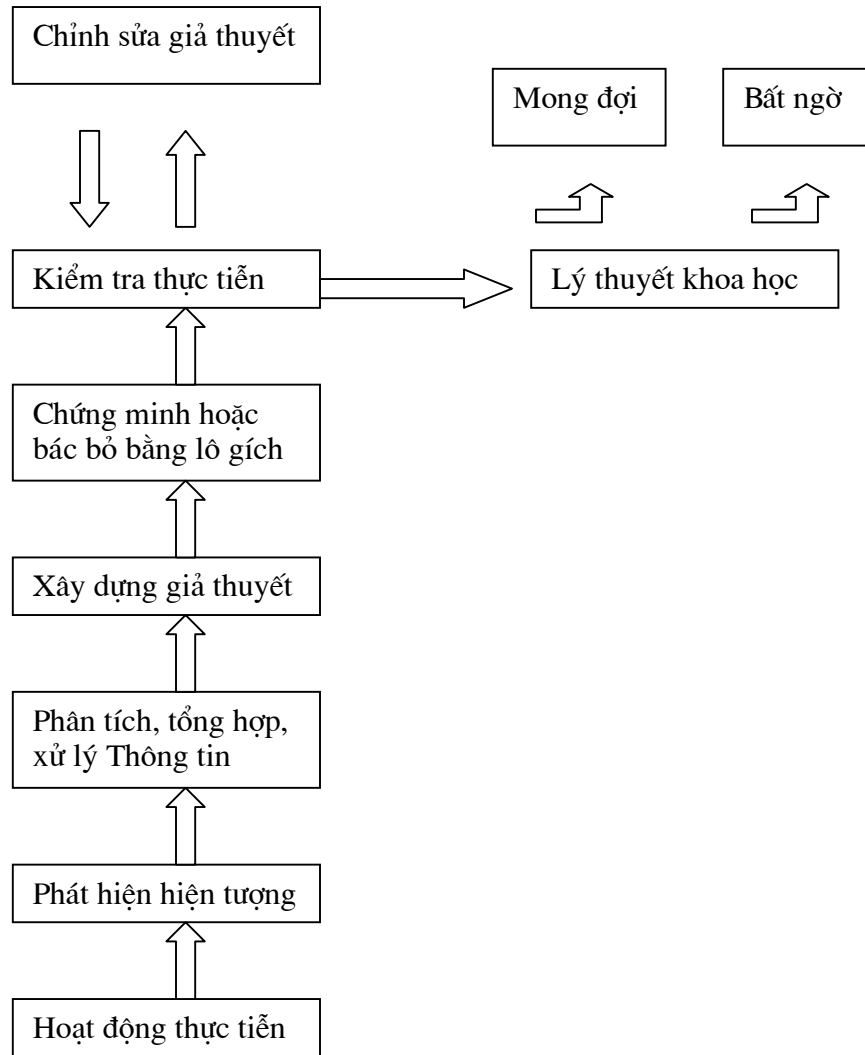 Chỉnh sửa giả thuyết
Mong đợi
Bất ngờ
Kiểm tra thực tiễn
Lý thuyết khoa học
Chứng minh hoặc
bác bỏ bằng lô gích
Xây dựng giả thuyết
Phân tích, tổng hợp,
xử lý Thông tin
Phát hiện hiện tượng
Hoạt động thực tiễn